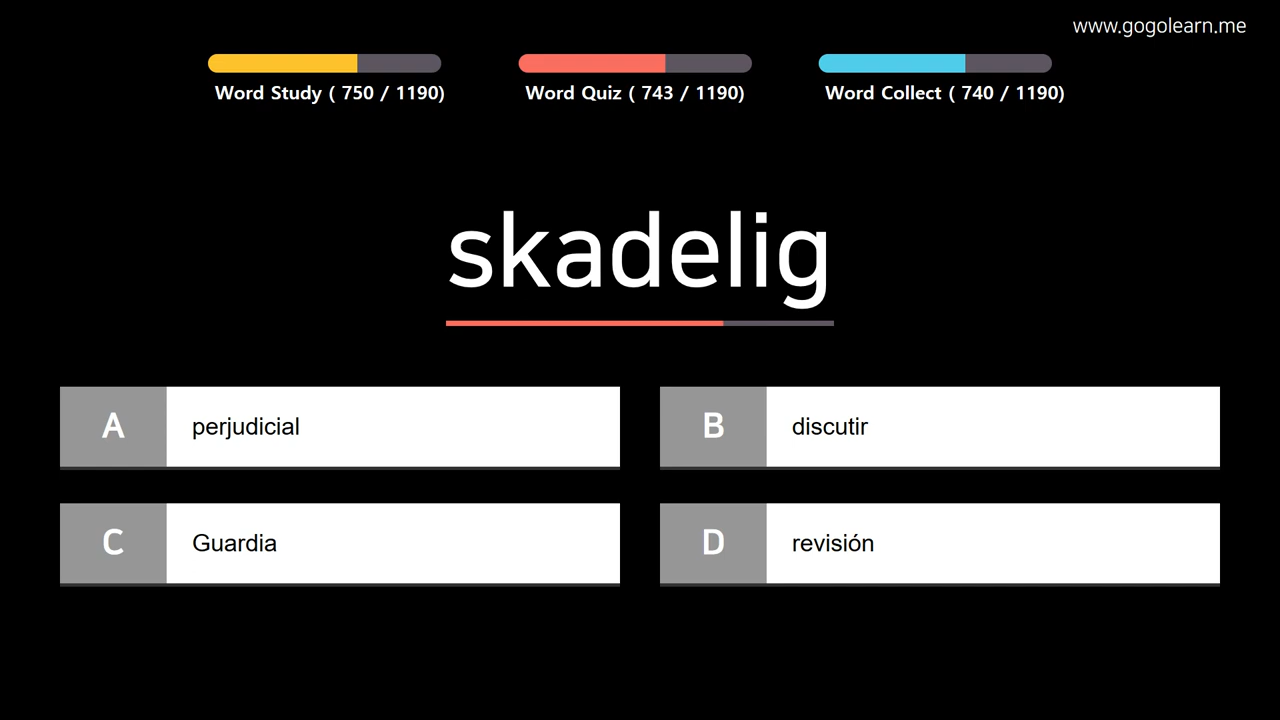 www.gogolearn.me
Word Study ( 750 / 1190)
Word Quiz ( 743 / 1190)
Word Collect ( 740 / 1190)
skadelig
A perjudicial
B discutir
C Guardia
D revisión